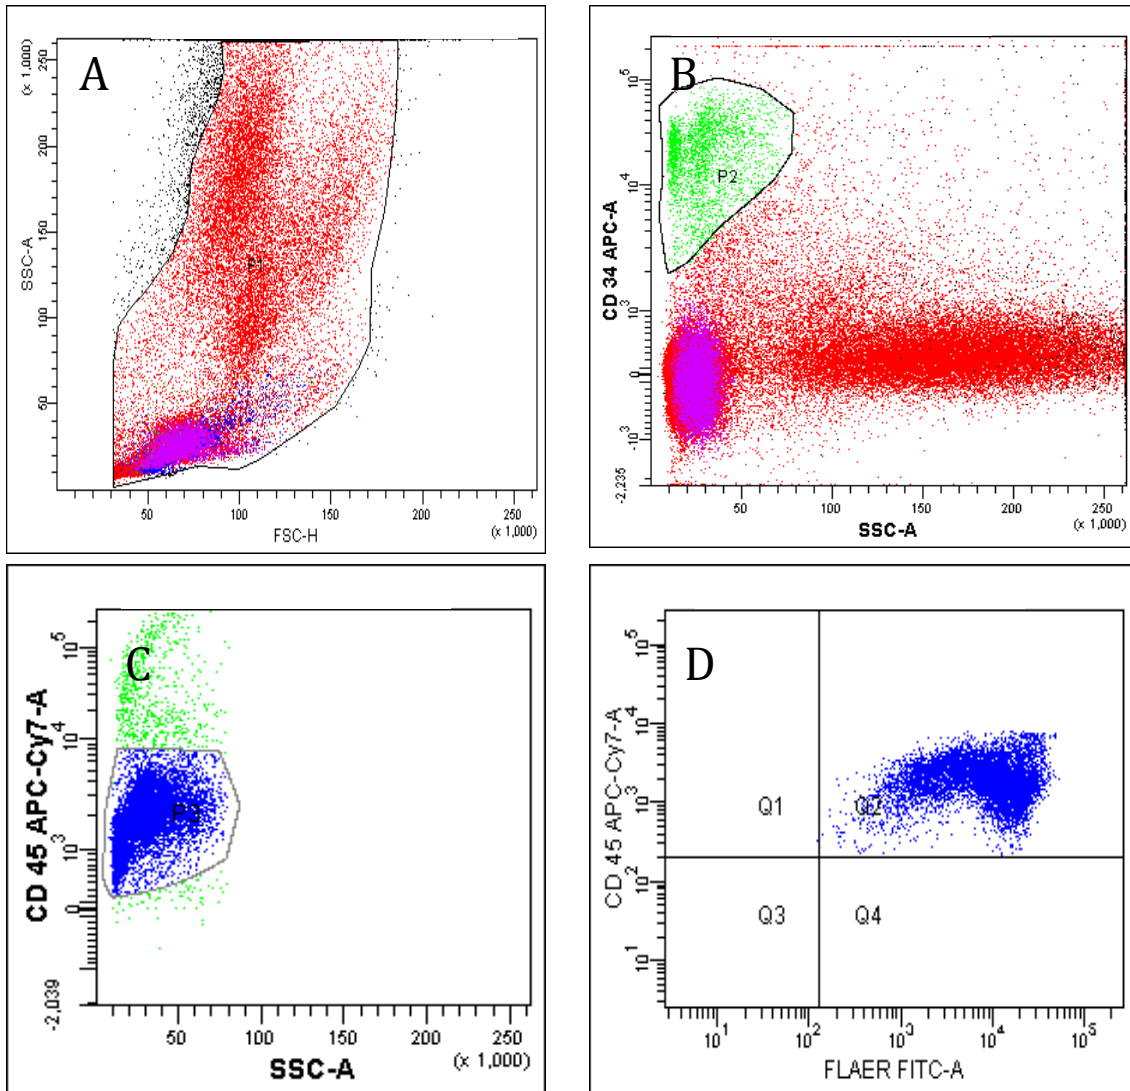 A
(x 1,000)
250
200
150
100
50
SSC-A
P1
50
100
150
200
250
FSC-H
(x 1,000)
B
CD 34 APC-A
10^5
10^4
10^3
0
-10^3
-2,235
P2
50
100
150
200
250
(x 1,000)
SSC-A
C
CD 45 APC-Cy7-A
10^5
10^4
10^3
0
-2,039
P3
50
100
150
200
250
(x 1,000)
SSC-A
D
CD 45 APC-Cy7-A
10^5
10^4
10^3
10^2
10^1
Q1
Q2
Q3
Q4
10^1
10^2
10^3
10^4
10^5
FLAER FITC-A